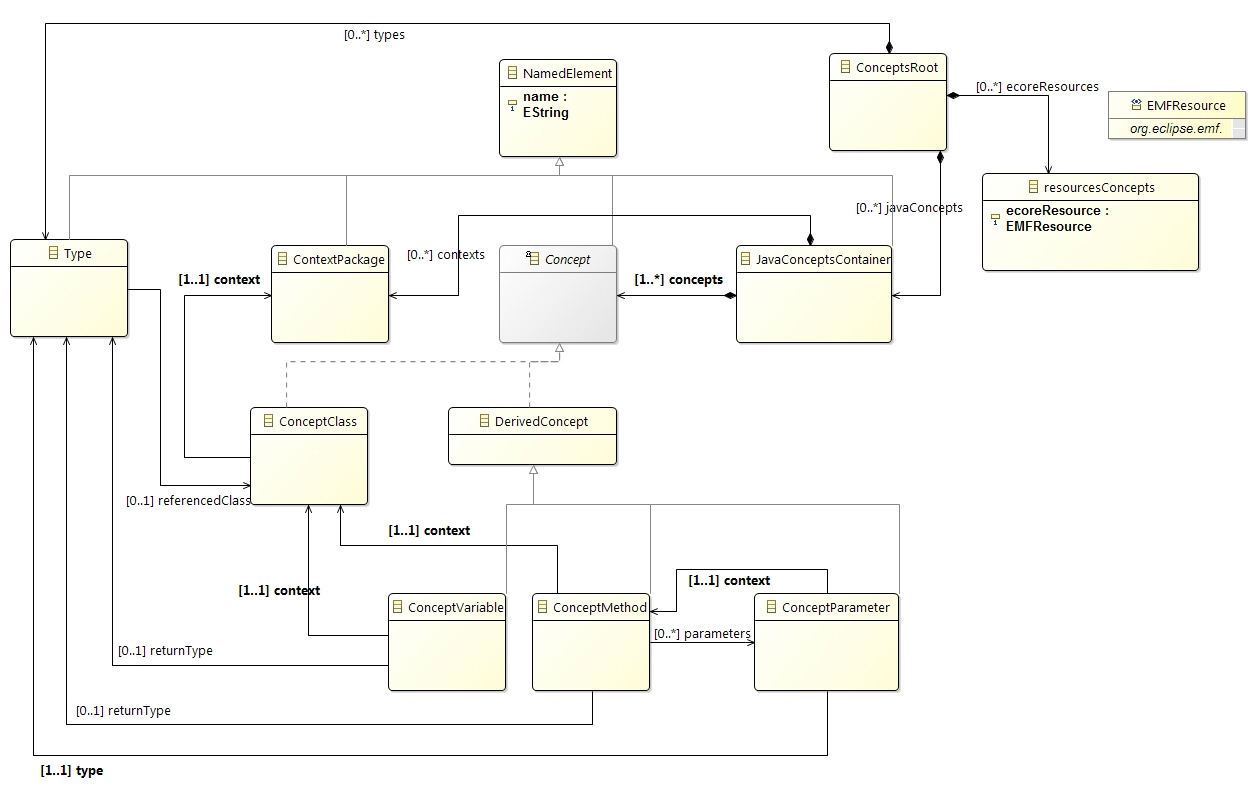 [0..*] types
NamedElement
name :
EString
ConceptsRoot
[0..*] ecoreResources
EMFResource
org.eclipse.emf.
resourcesConcepts
ecoreResource :
EMFResource
[0..*] javaConcepts
Type
ContextPackage
[0..*] contexts
Concept
JavaConceptsContainer
[1..1] context
[1..*] concepts
ConceptClass
DerivedConcept
[0..1] referencedClass
[1..1] context
[1..1] context
[1..1] context
ConceptVariable
ConceptMethod
ConceptParameter
[0..*] parameters
[0..1] returnType
[0..1] returnType
[1..1] type